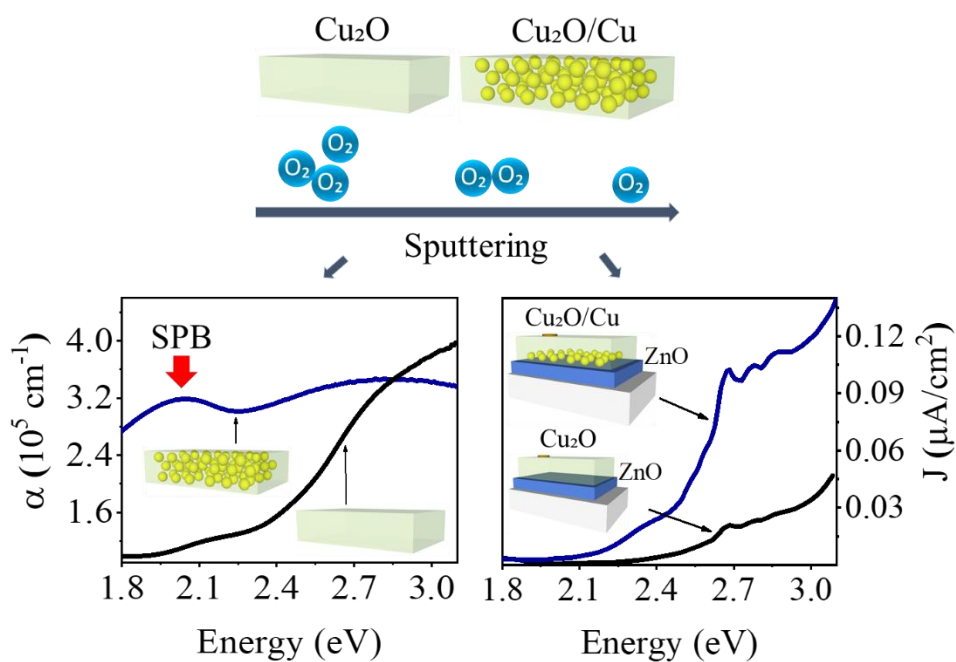 Cu₂O
Cu₂O/Cu
O₂
O₂
O₂
O₂
O₂
O₂
Sputtering
SPB
α (10⁵ cm⁻¹)
4.0
3.2
2.4
1.6
1.8
2.1
2.4
2.7
3.0
Energy (eV)
Cu₂O/Cu
ZnO
Cu₂O
ZnO
0.12
0.09
0.06
0.03
J (µA/cm²)
1.8
2.1
2.4
2.7
3.0
Energy (eV)